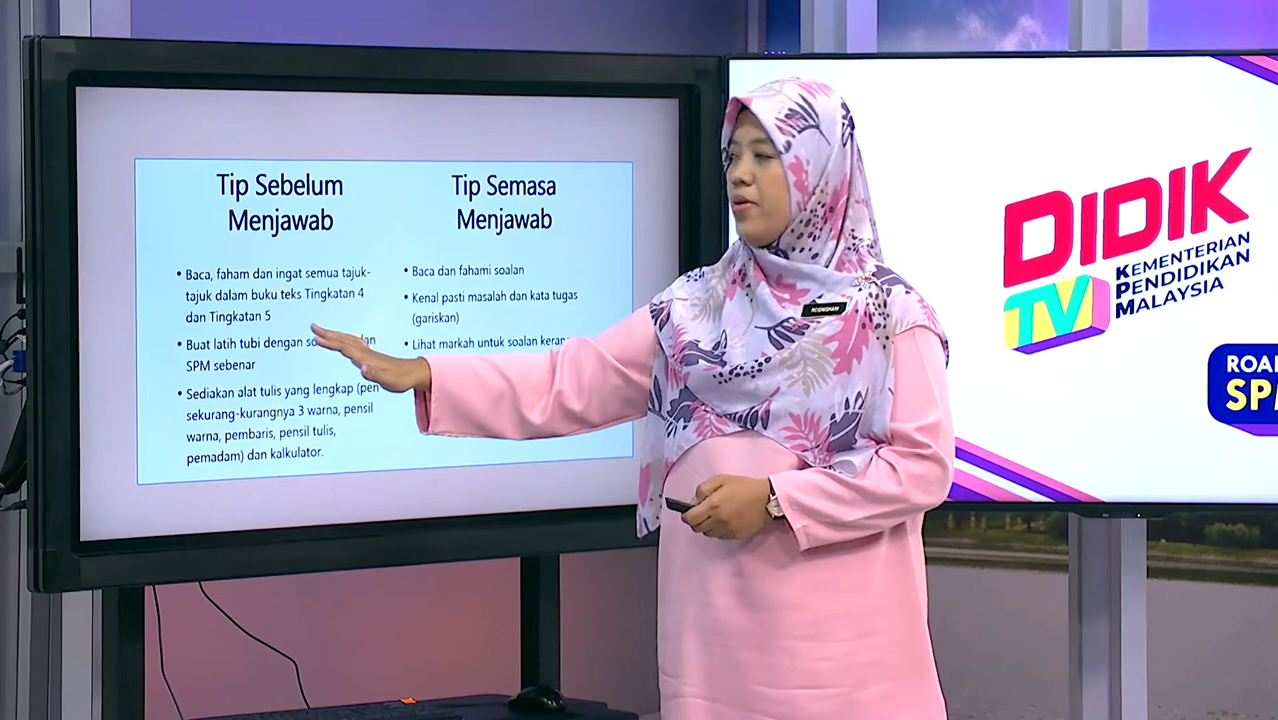 Tip Sebelum
Menjawab
• Baca, faham dan ingat semua tajuk-
tajuk dalam buku teks Tingkatan 4
dan Tingkatan 5
• Buat latih tubi dengan
SPM sebenar
• Sediakan alat tulis yang lengkap (pen
sekurang-kurangnya 3 warna, pensil
warna, pembaris, pensil tulis,
pemadam) dan kalkulator.
Tip Semasa
Menjawab
• Baca dan fahami soalan
• Kenal pasti masalah dan kata tugas
(gariskan)
• Lihat markah untuk soalan
ROSNISHAM
DIDIK
TV
KEMENTERIAN
PENDIDIKAN
MALAYSIA